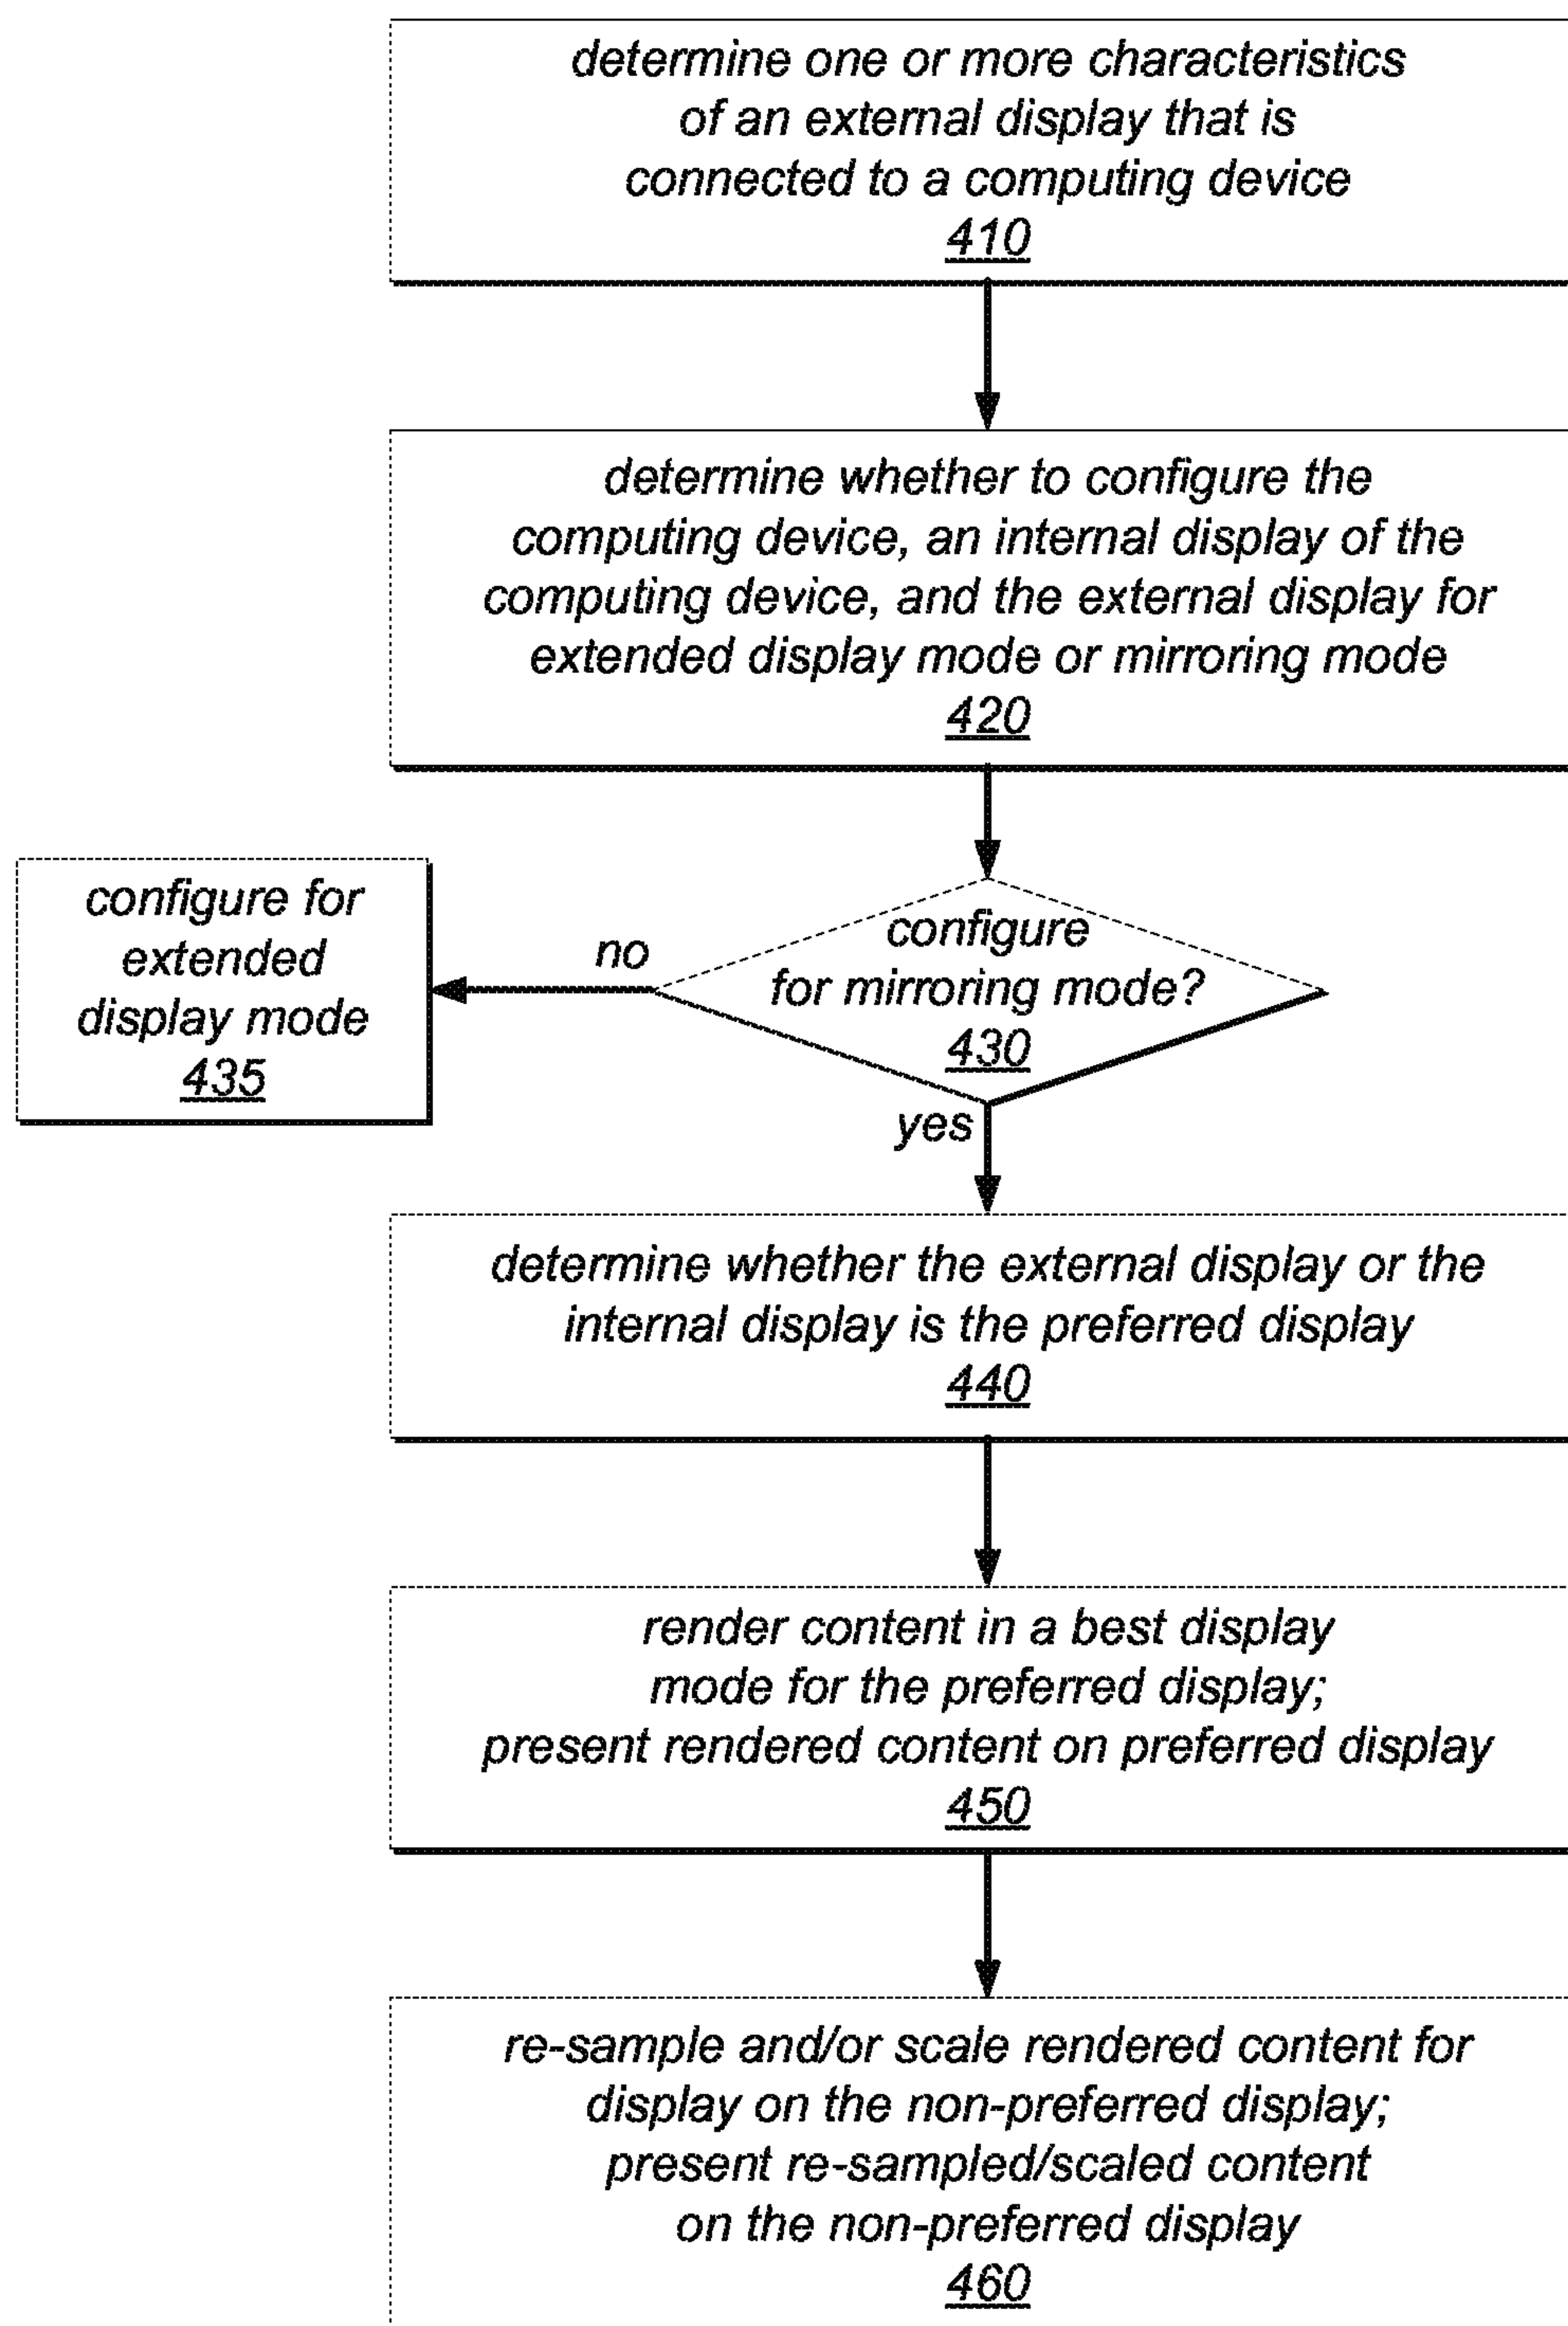 determine one or more characteristics
of an external display that is
connected to a computing device
410
determine whether to configure the
computing device, an internal display of the
computing device, and the external display for
extended display mode or mirroring mode
420
configure for
extended
display mode
435
no
configure
for mirroring mode?
430
yes
determine whether the external display or the
internal display is the preferred display
440
render content in a best display
mode for the preferred display;
present rendered content on preferred display
450
re-sample and/or scale rendered content for
display on the non-preferred display;
present re-sampled/scaled content
on the non-preferred display
460